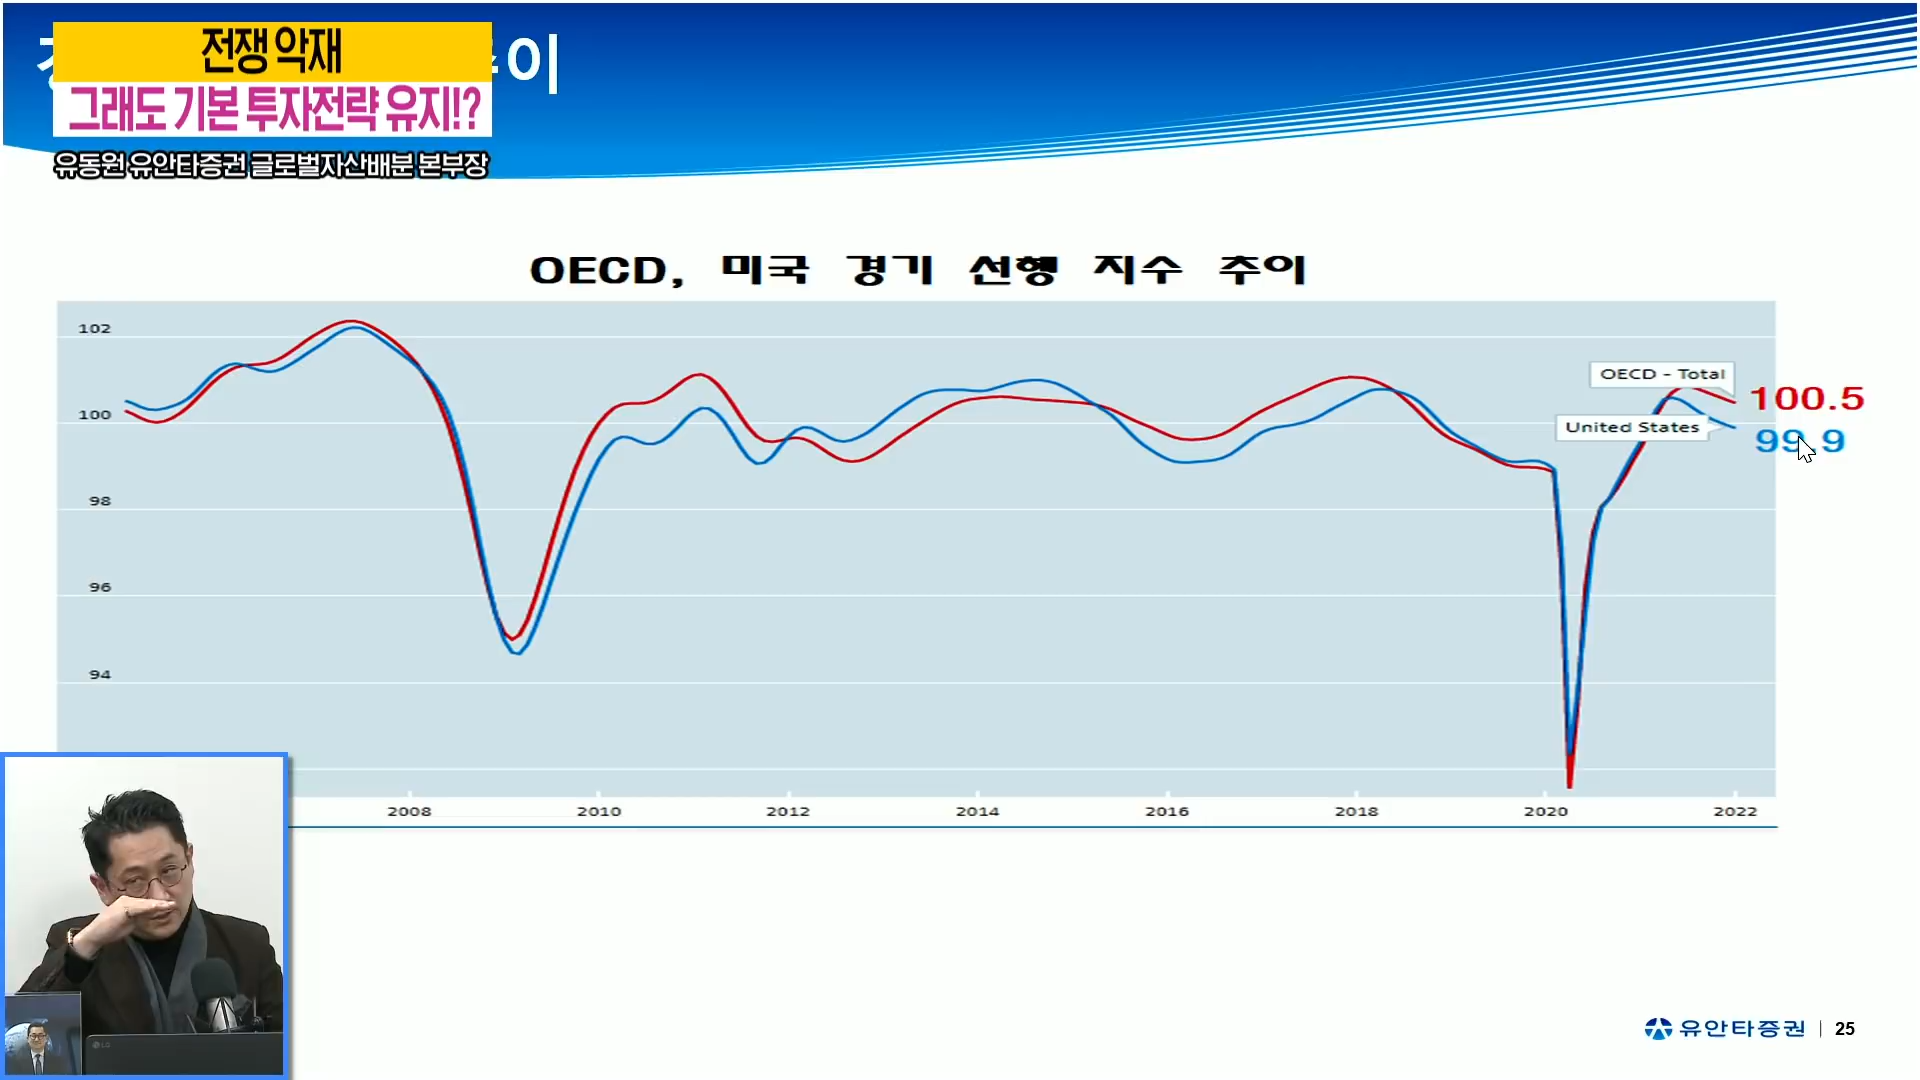 전쟁 악재
이
그래도 기본 투자전략 유지!?
유동원 유안타증권 글로벌자산배분 본부장
OECD, 미국 경기 선행 지수 추이
102
100
98
96
94
OECD - Total
100.5
United States
99.9
2008 2010 2012 2014 2016 2018 2020 2022
LG
유안타증권 | 25